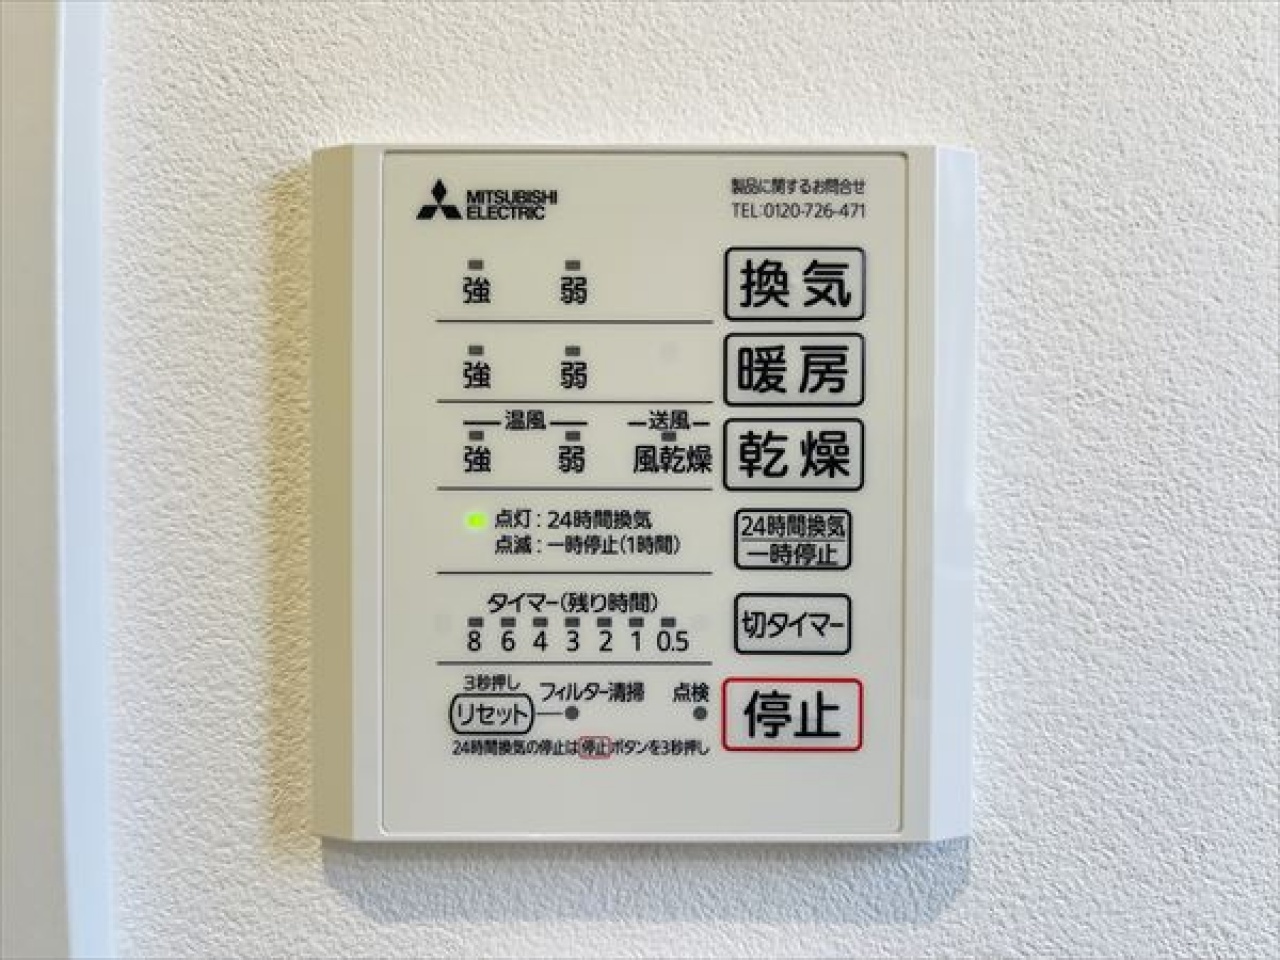 MITSUBISHI
ELECTRIC
製品に関するお問合せ
TEL:0120-726-471
強 弱 換気
強 弱 暖房
温風 送風
強 弱 風乾燥 乾燥
点灯:24時間換気
点滅:一時停止(1時間)
24時間換気
一時停止
タイマー(残り時間)
8 6 4 3 2 1 0.5
切タイマー
3秒押し
リセット フィルター清掃 点検
停止
24時間換気の停止は停止ボタンを3秒押し